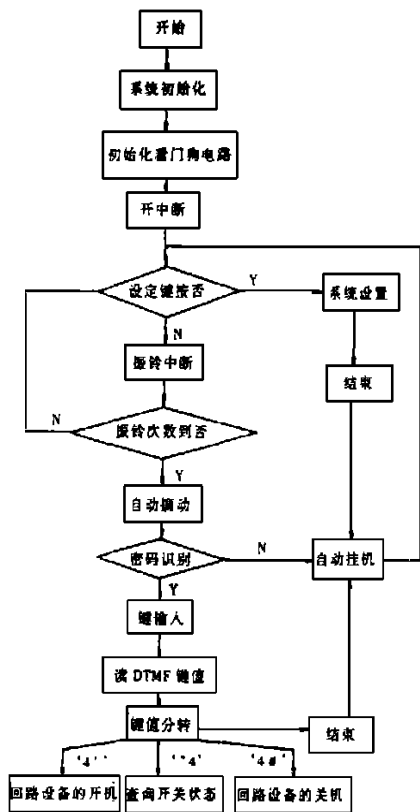 开始
系统初始化
初始化看门狗电路
开中断
设定键按否
Y
系统设置
N
振铃中断
结束
N
振铃次数到否
Y
自动摘动
密码识别
N
自动挂机
Y
键输入
读 DTMF 键值
键值分转
结束
'4#'
回路设备的开机
查询开关状态
回路设备的关机